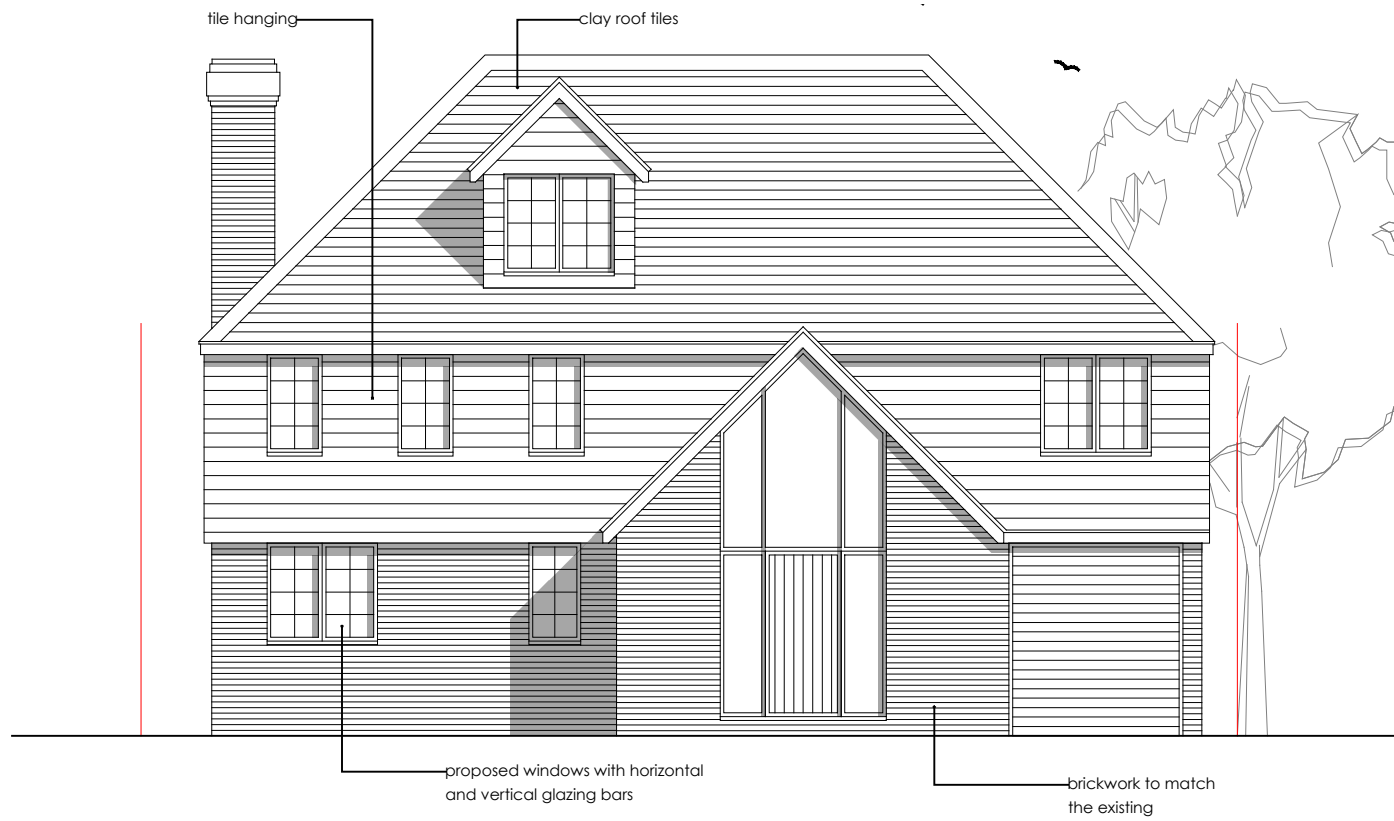 tile hanging
clay roof tiles
proposed windows with horizontal
and vertical glazing bars
brickwork to match
the existing